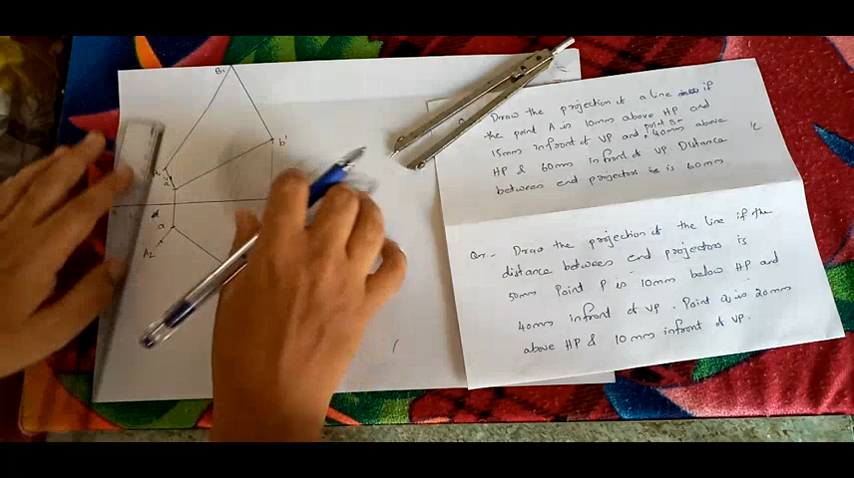 B1
b'
a'
a
A2
Draw the projection of a line if
the point A is 10mm above HP and
15mm infront of VP and point B is 40mm above
HP & 60mm infront of VP. Distance
between end projectors is 60mm
Qn:- Draw the projection of the line if the
distance between end projectors is
50mm Point P is 10mm below HP and
40mm infront of VP. Point Q is 20mm
above HP & 10mm infront of VP.